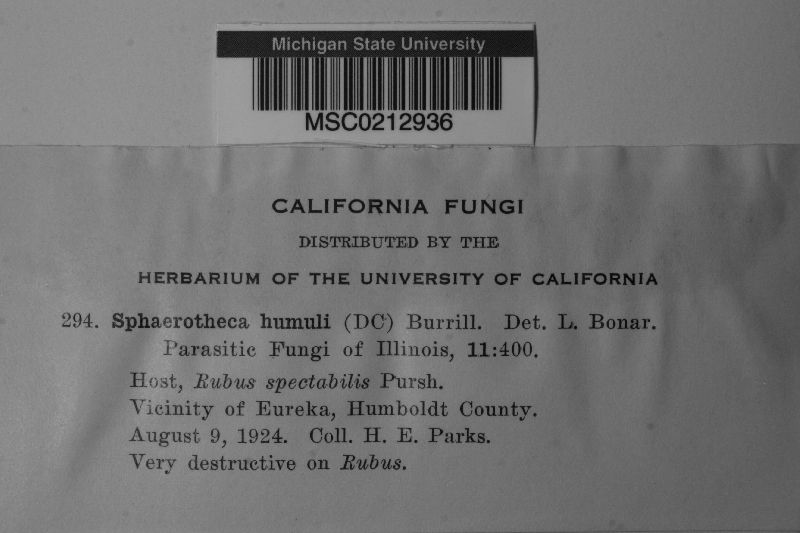 Michigan State University
MSC0212936
CALIFORNIA FUNGI
DISTRIBUTED BY THE
HERBARIUM OF THE UNIVERSITY OF CALIFORNIA
294. Sphaerotheca humuli (DC) Burrill. Det. L. Bonar.
Parasitic Fungi of Illinois, 11:400.
Host, Rubus spectabilis Pursh.
Vicinity of Eureka, Humboldt County.
August 9, 1924. Coll. H. E. Parks.
Very destructive on Rubus.